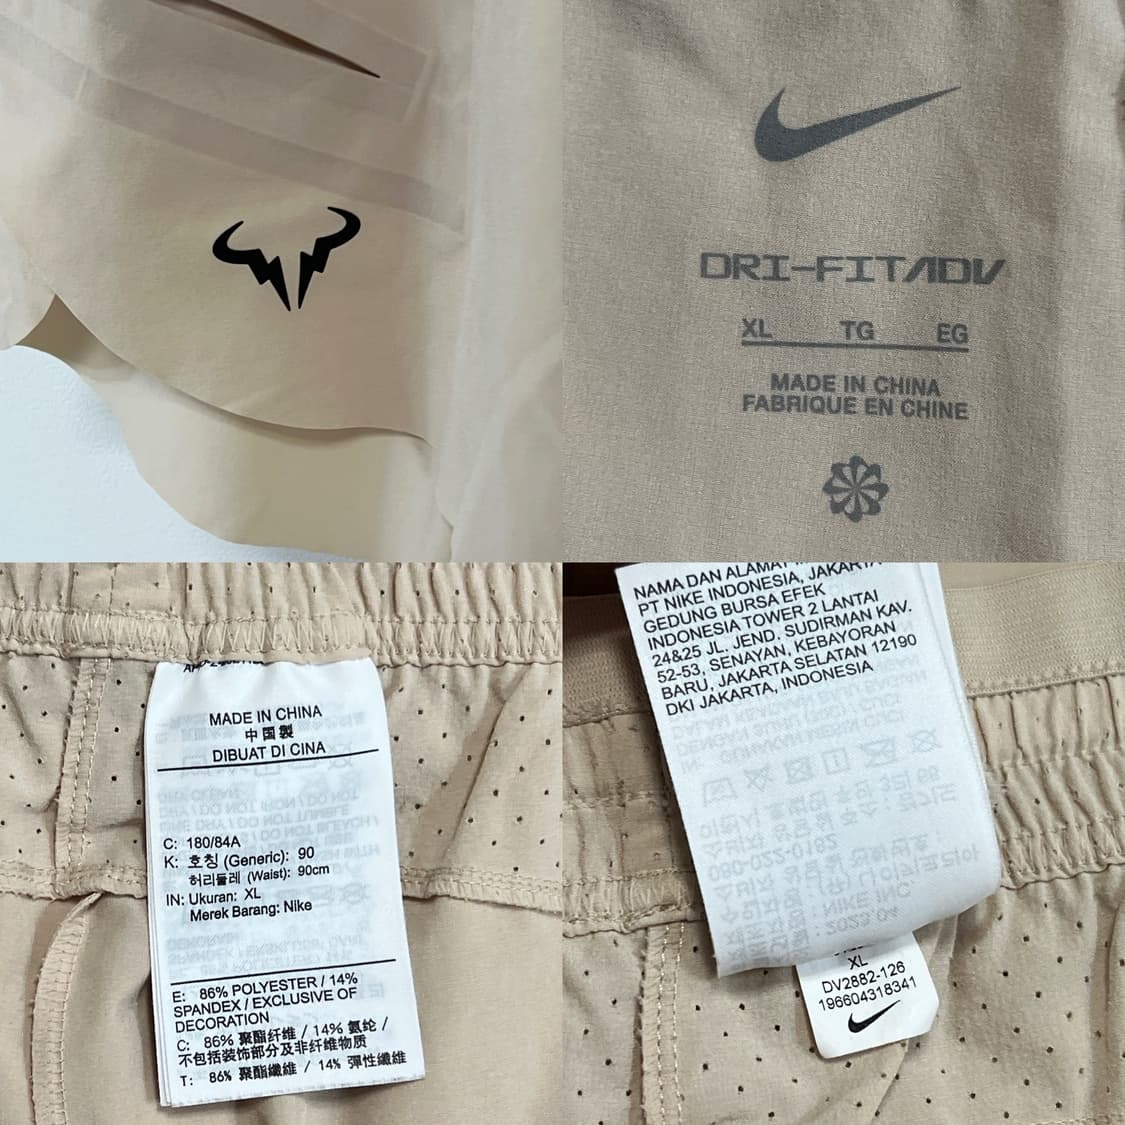 DRI-FIT ADV
XL TG EG
MADE IN CHINA
FABRIQUE EN CHINE
MADE IN CHINA
中国製
DIBUAT DI CINA
C: 180/84A
K: 호칭 (Generic): 90
허리둘레 (Waist): 90cm
IN: Ukuran: XL
Merek Barang: Nike
E: 86% POLYESTER / 14%
SPANDEX / EXCLUSIVE OF
DECORATION
C: 86% 聚酯纤维 / 14% 氨纶 /
不包括装饰部分及非纤维物质
T: 86% 聚酯纖維 / 14% 彈性纖維
NAMA DAN ALAMAT
PT NIKE INDONESIA, JAKARTA
GEDUNG BURSA EFEK
INDONESIA TOWER 2 LANTAI
24&25 JL. JEND. SUDIRMAN KAV.
52-53, SENAYAN, KEBAYORAN
BARU, JAKARTA SELATAN 12190
DKI JAKARTA, INDONESIA
XL
DV2882-126
196604318341